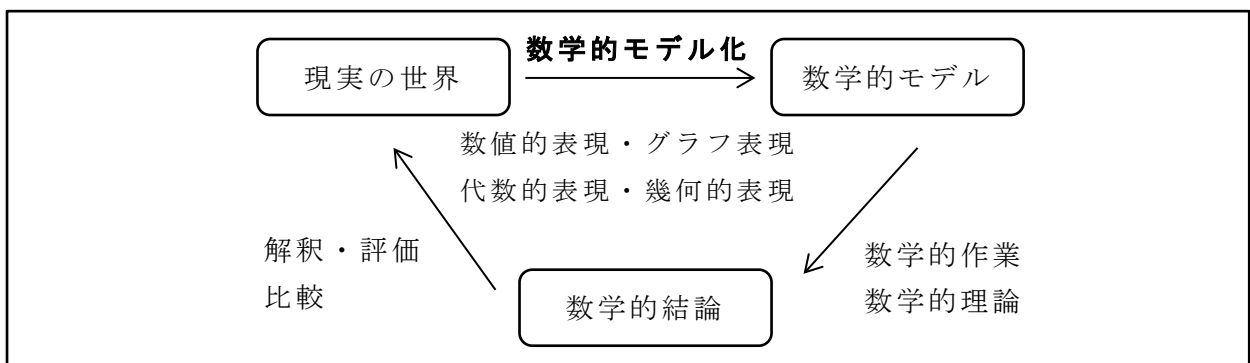 数学的モデル化
現実の世界
数学的モデル
数値的表現・グラフ表現
代数的表現・幾何的表現
解釈・評価
比較
数学的作業
数学的理論
数学的結論